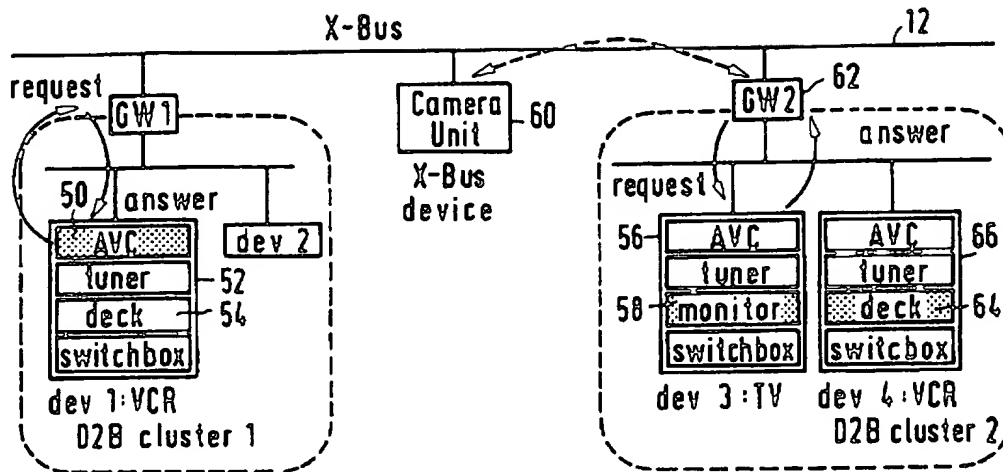 X-Bus
12
request
GW1
Camera
Unit
60
GW2
62
X-Bus
device
answer
request
50
answer
AVC
tuner
52
deck
54
switchbox
dev 2
dev 1:VCR
D2B cluster 1
56
AVC
tuner
58
monitor
switchbox
dev 3:TV
AVC
66
tuner
deck
64
switcbox
dev 4:VCR
D2B cluster 2